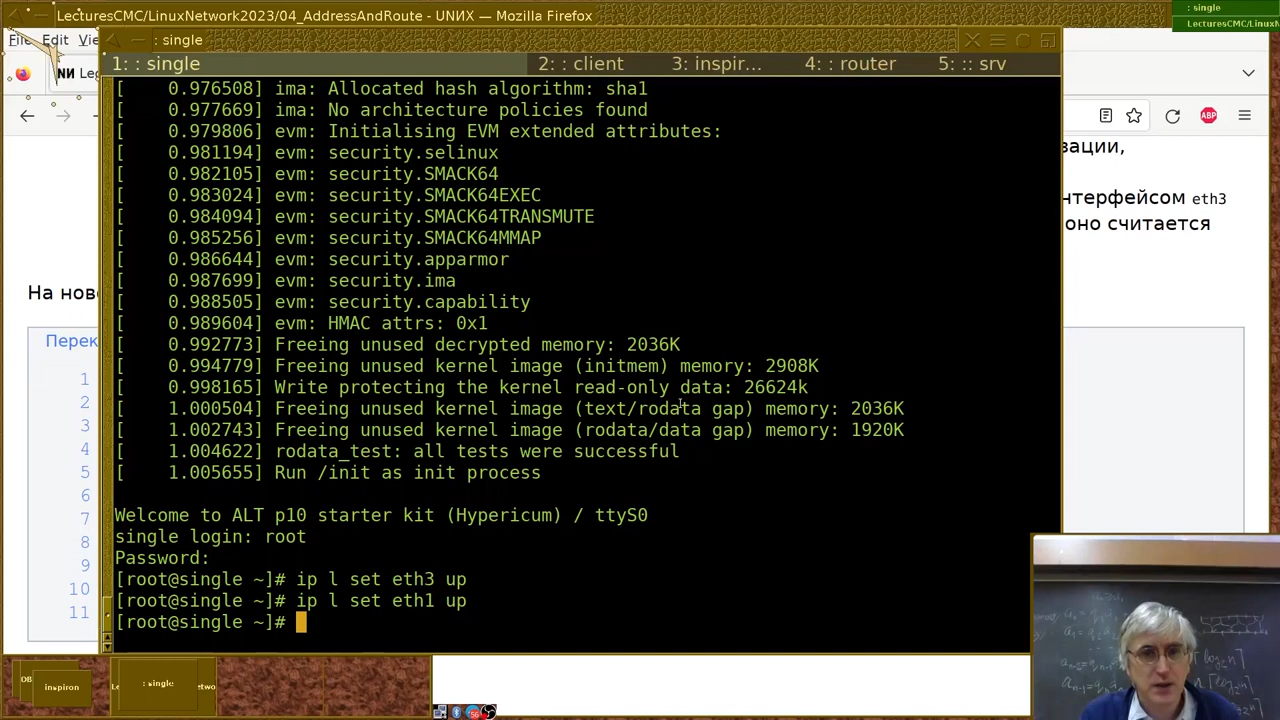 LecturesCMC/LinuxNetwork2023/04_AddressAndRoute - UNИX — Mozilla Firefox
: single
LecturesCMC/LinuxN
File Edit Vie
: single
1: : single
2: : client
3: inspir...
4: : router
5: :: srv
NИ Le
ABP
[    0.976508] ima: Allocated hash algorithm: sha1
[    0.977669] ima: No architecture policies found
[    0.979806] evm: Initialising EVM extended attributes:
[    0.981194] evm: security.selinux
[    0.982105] evm: security.SMACK64
[    0.983024] evm: security.SMACK64EXEC
[    0.984094] evm: security.SMACK64TRANSMUTE
[    0.985256] evm: security.SMACK64MMAP
[    0.986644] evm: security.apparmor
[    0.987699] evm: security.ima
[    0.988505] evm: security.capability
[    0.989604] evm: HMAC attrs: 0x1
[    0.992773] Freeing unused decrypted memory: 2036K
[    0.994779] Freeing unused kernel image (initmem) memory: 2908K
[    0.998165] Write protecting the kernel read-only data: 26624k
[    1.000504] Freeing unused kernel image (text/rodata gap) memory: 2036K
[    1.002743] Freeing unused kernel image (rodata/data gap) memory: 1920K
[    1.004622] rodata_test: all tests were successful
[    1.005655] Run /init as init process
Welcome to ALT p10 starter kit (Hypericum) / ttyS0
single login: root
Password:
[root@single ~]# ip l set eth3 up
[root@single ~]# ip l set eth1 up
[root@single ~]#
зации,
нтерфейсом eth3
оно считается
На нов
Перек
1
2
3
4
5
6
7
8
9
10
11
inspiron
: single